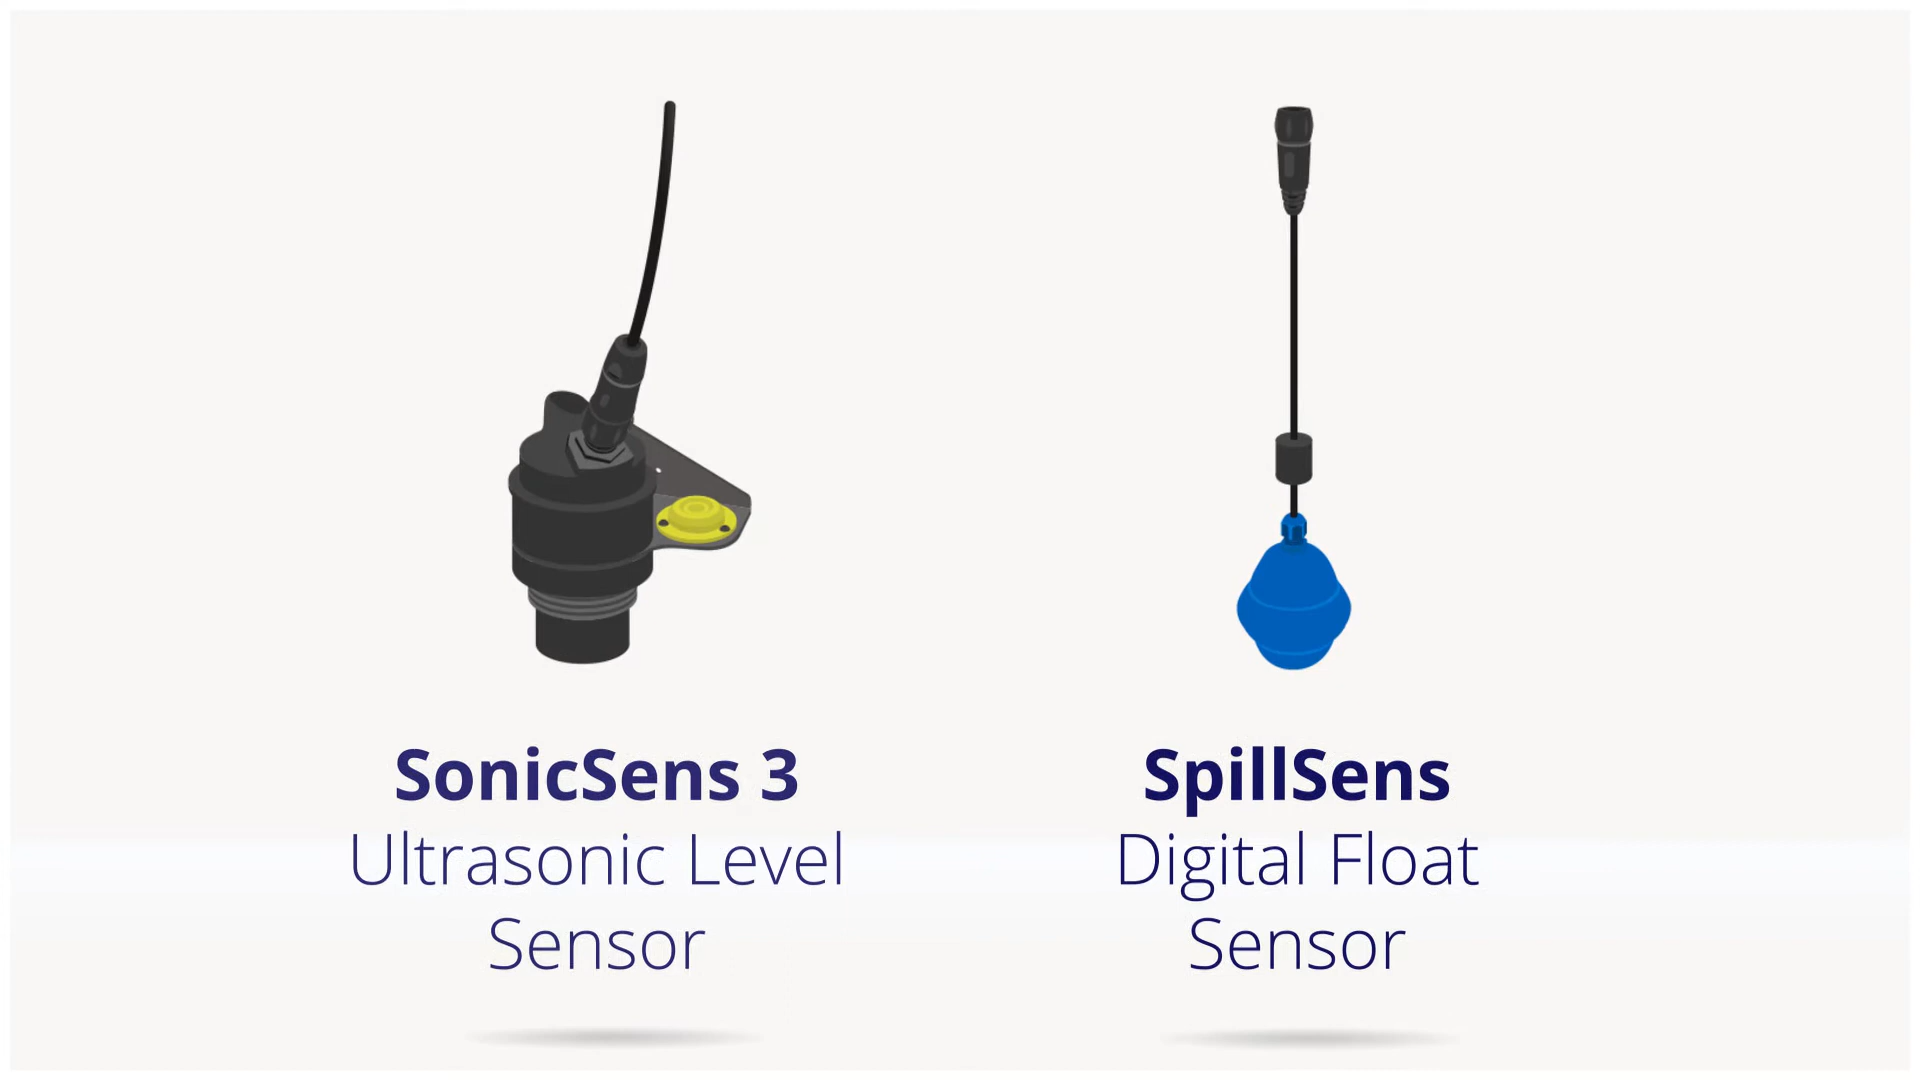 SonicSens 3
Ultrasonic Level
Sensor
SpillSens
Digital Float
Sensor